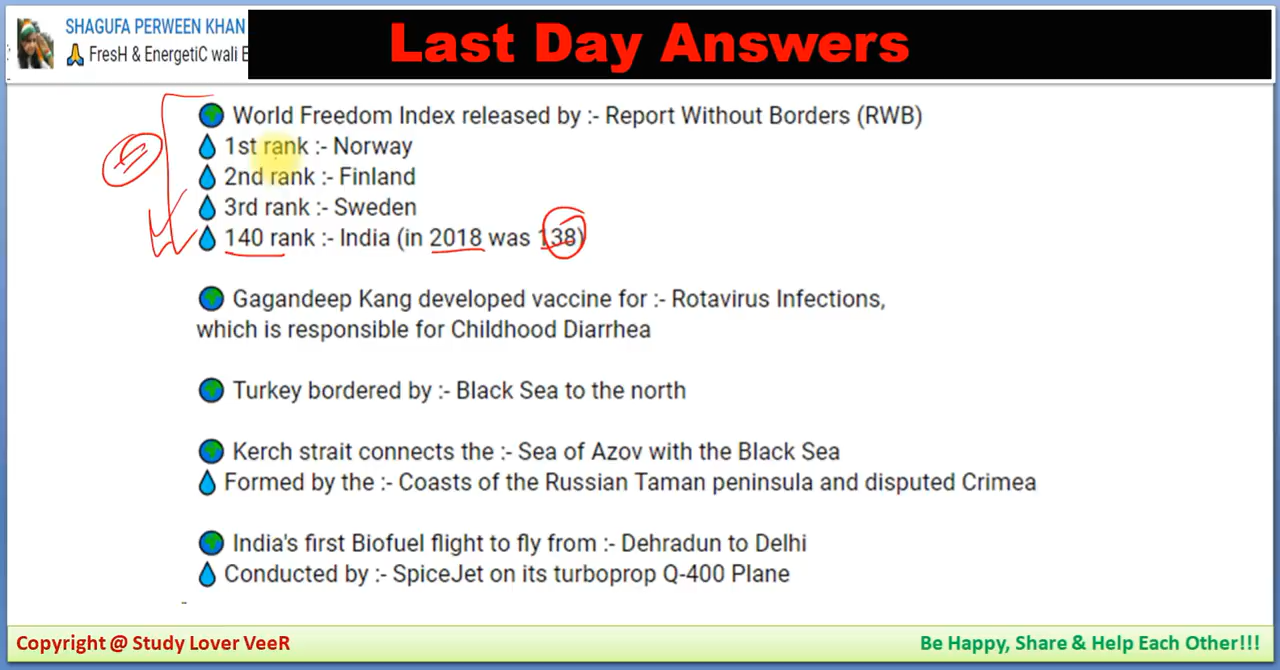 SHAGUFA PERWEEN KHAN
FresH & EnergetiC wali
Last Day Answers
World Freedom Index released by :- Report Without Borders (RWB)
1st rank :- Norway
2nd rank :- Finland
3rd rank :- Sweden
140 rank :- India (in 2018 was 138)
Gagandeep Kang developed vaccine for :- Rotavirus Infections,
which is responsible for Childhood Diarrhea
Turkey bordered by :- Black Sea to the north
Kerch strait connects the :- Sea of Azov with the Black Sea
Formed by the :- Coasts of the Russian Taman peninsula and disputed Crimea
India's first Biofuel flight to fly from :- Dehradun to Delhi
Conducted by :- SpiceJet on its turboprop Q-400 Plane
Copyright @ Study Lover VeeR
Be Happy, Share & Help Each Other!!!